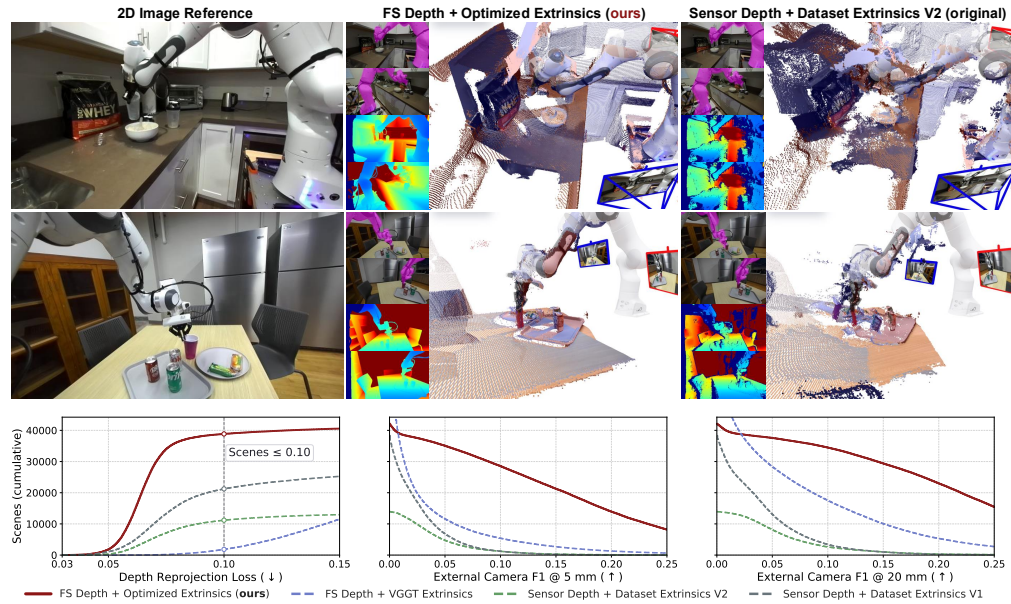 2D Image Reference
FS Depth + Optimized Extrinsics (ours)
Sensor Depth + Dataset Extrinsics V2 (original)
WHEY
Scenes (cumulative)
40000
30000
20000
10000
0
Scenes ≤ 0.10
0.03 0.05 0.10 0.15
Depth Reprojection Loss (↓)
0.00 0.05 0.10 0.15 0.20 0.25
External Camera F1 @ 5 mm (↑)
0.00 0.05 0.10 0.15 0.20 0.25
External Camera F1 @ 20 mm (↑)
FS Depth + Optimized Extrinsics (ours)
FS Depth + VGGT Extrinsics
Sensor Depth + Dataset Extrinsics V2
Sensor Depth + Dataset Extrinsics V1